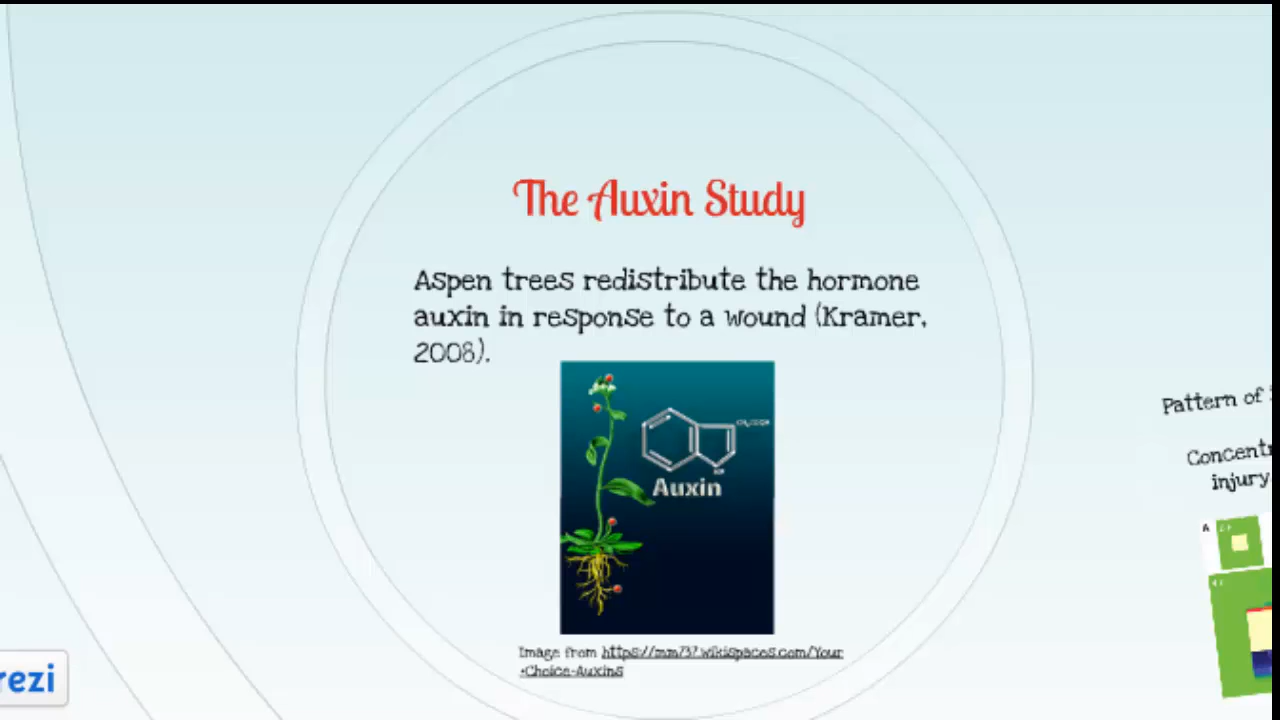 The Auxin Study
Aspen trees redistribute the hormone
auxin in response to a wound (Kramer,
2008).
Auxin
Image from https://mm737.wikispaces.com/Your
+Choice-Auxins
Pattern of
Concentr
injury
A
rezi